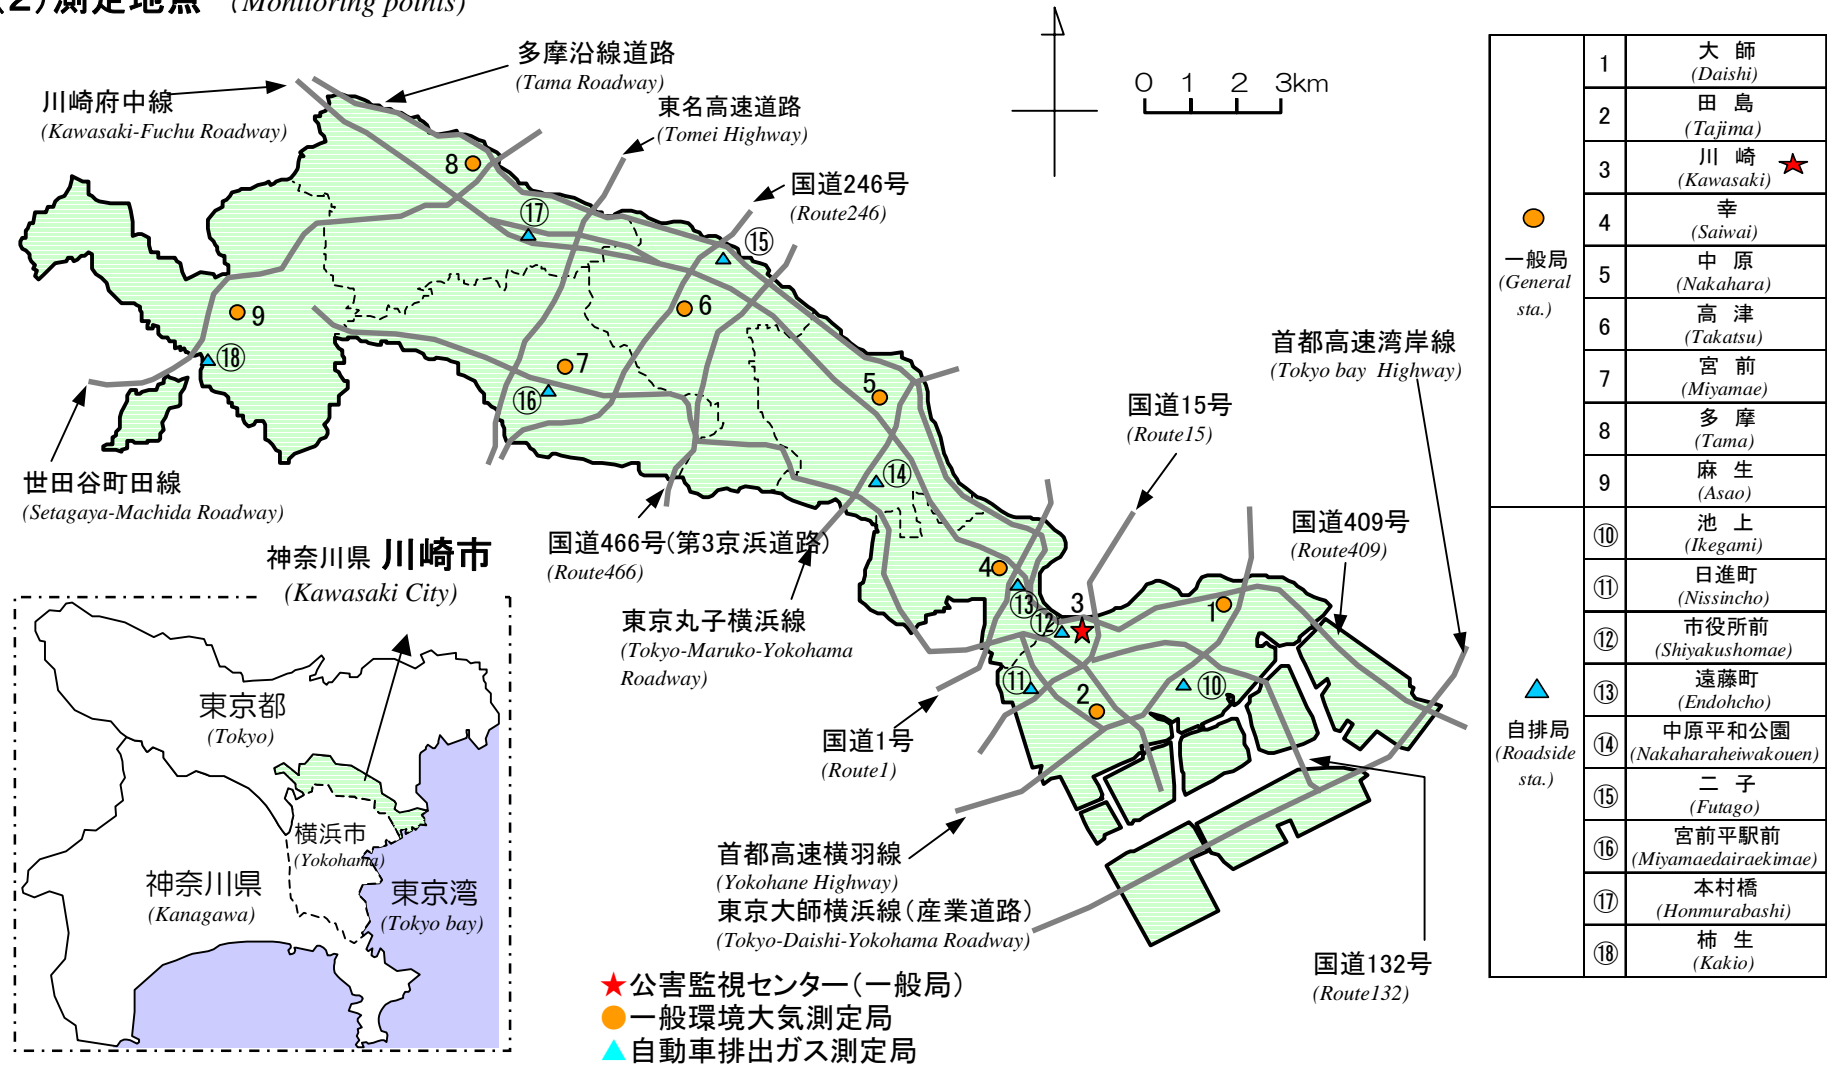 (2)測定地点 (Monitoring points)
多摩沿線道路
(Tama Roadway)
川崎府中線
(Kawasaki-Fuchu Roadway)
東名高速道路
(Tomei Highway)
国道246号
(Route246)
0 1 2 3km
8
⑰
⑮
9
6
⑱
7
⑯
5
⑭
4
⑬
⑫
3
1
⑪
2
⑩
首都高速湾岸線
(Tokyo bay Highway)
国道15号
(Route15)
国道409号
(Route409)
世田谷町田線
(Setagaya-Machida Roadway)
国道466号(第3京浜道路)
(Route466)
東京丸子横浜線
(Tokyo-Maruko-Yokohama
Roadway)
国道1号
(Route1)
首都高速横羽線
(Yokohane Highway)
東京大師横浜線(産業道路)
(Tokyo-Daishi-Yokohama Roadway)
国道132号
(Route132)
神奈川県 川崎市
(Kawasaki City)
東京都
(Tokyo)
横浜市
(Yokohama)
神奈川県
(Kanagawa)
東京湾
(Tokyo bay)
★公害監視センター(一般局)
●一般環境大気測定局
▲自動車排出ガス測定局
一般局
(General
sta.)
1 大 師
(Daishi)
2 田 島
(Tajima)
3 川 崎 ★
(Kawasaki)
4 幸
(Saiwai)
5 中 原
(Nakahara)
6 高 津
(Takatsu)
7 宮 前
(Miyamae)
8 多 摩
(Tama)
9 麻 生
(Asao)
自排局
(Roadside
sta.)
⑩ 池 上
(Ikegami)
⑪ 日進町
(Nissincho)
⑫ 市役所前
(Shiyakushomae)
⑬ 遠藤町
(Endohcho)
⑭ 中原平和公園
(Nakaharaheiwakouen)
⑮ 二 子
(Futago)
⑯ 宮前平駅前
(Miyamaedairaekimae)
⑰ 本村橋
(Honmurabashi)
⑱ 柿 生
(Kakio)